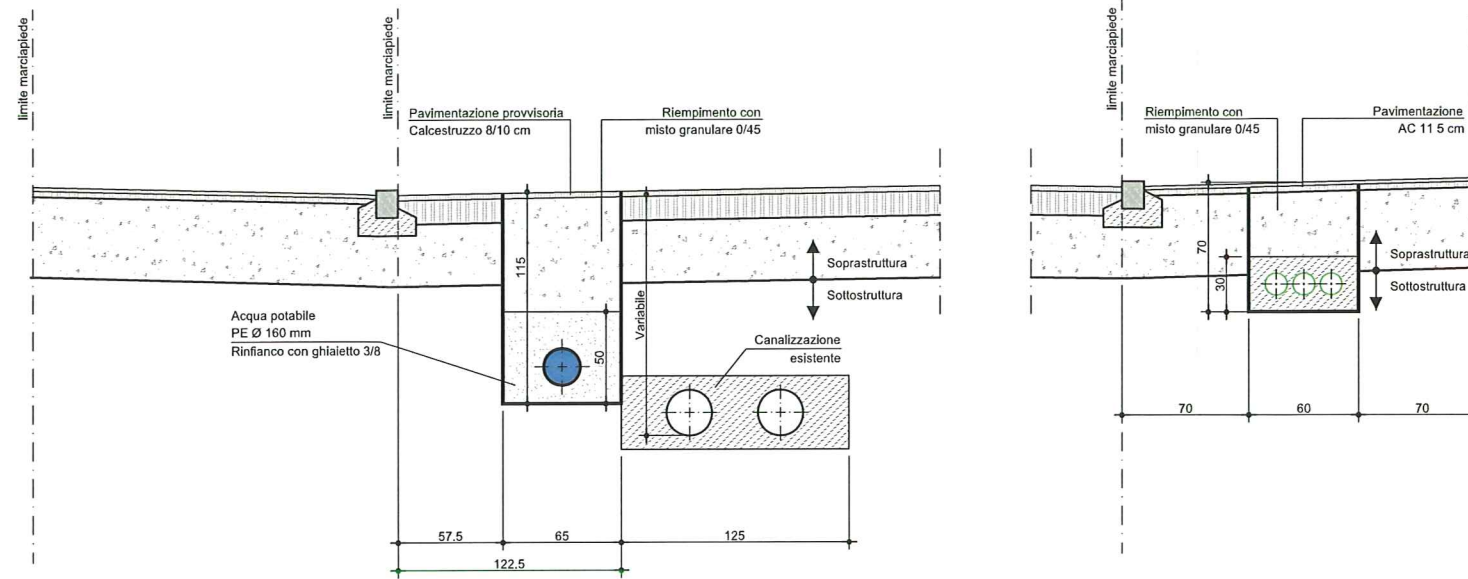 limite marciapiede
limite marciapiede
Pavimentazione provvisoria
Calcestruzzo 8/10 cm
Riempimento con
misto granulare 0/45
115
Variabile
50
Soprastruttura
Sottostruttura
Acqua potabile
PE Ø 160 mm
Rinfianco con ghiaietto 3/8
Canalizzazione
esistente
57.5
65
125
122.5
limite marciapiede
Riempimento con
misto granulare 0/45
Pavimentazione
AC 11 5 cm
70
30
Soprastruttura
Sottostruttura
70
60
70